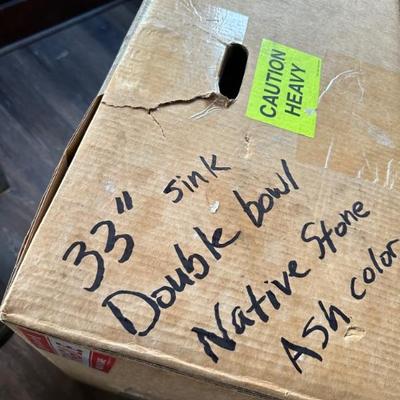 CAUTION
HEAVY
33" sink
Double bowl
Native Stone
Ash color